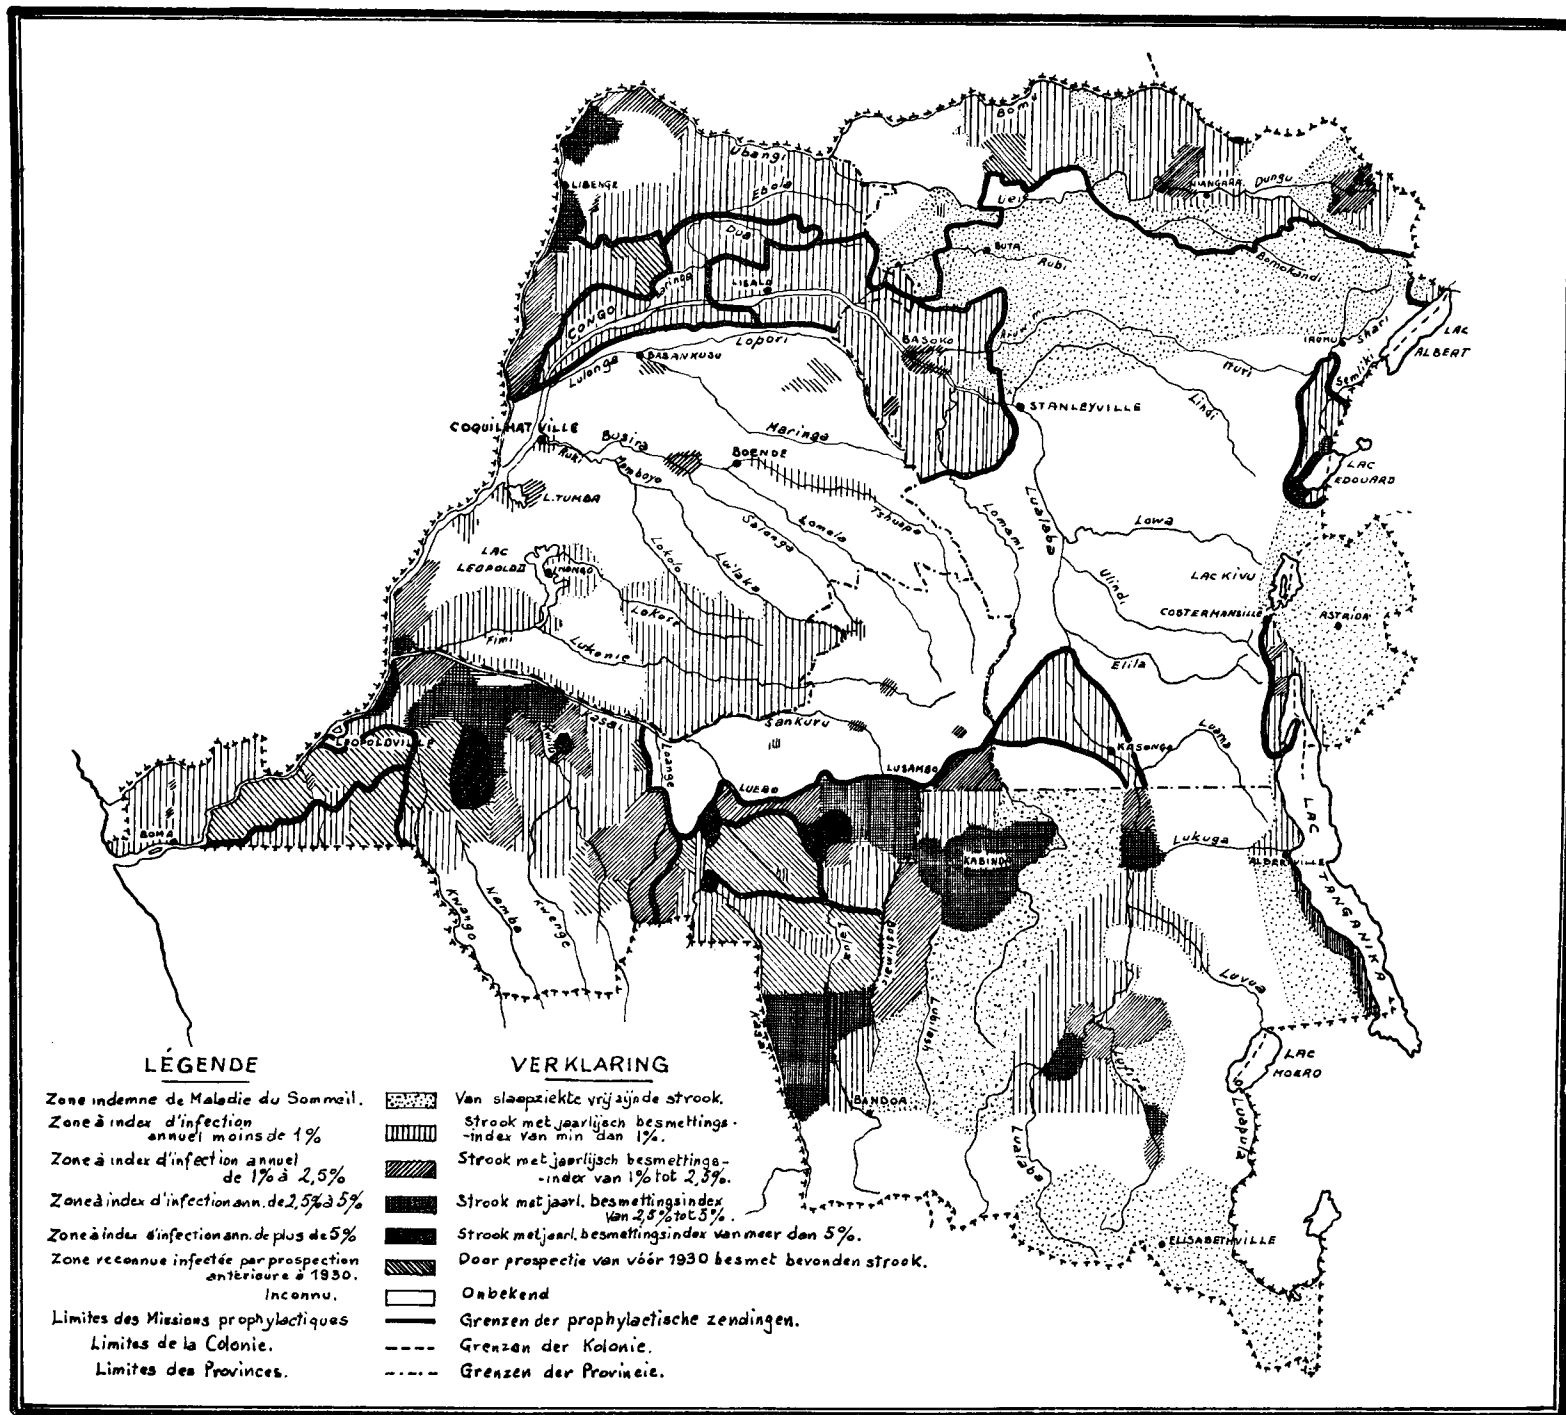 Bomu
Ubangi
LIBENGE
Ebola
Uele
NIANGARA
Dungu
Dua
BUTA
Rubi
Bomokandi
LISALA
CONGO
BASOKO
Aruwimi
IRUMU
Shari
LAC
ALBERT
Semliki
Lopori
BASANKUSU
Lulonga
Ituri
Lindi
STANLEYVILLE
COQUILHATVILLE
Ruki
Busira
Momboyo
Maringa
BOENDE
LAC
EDOUARD
L.TUMBA
Salonga
Lomela
Tshuapa
Lomami
Lualaba
Lowa
LAC
LEOPOLD II
INONGO
Lokolo
Luilaka
Ulindi
LAC KIVU
COSTERMANSVILLE
ASTRIDA
Lokoro
Fimi
Lukenie
Elila
Kasai
Sankuru
Luama
KASONGO
LEOPOLDVILLE
Loange
LUEBO
LUSAMBO
BOMA
KABINDA
Lukuga
ALBERTVILLE
LAC TANGANIKA
Kwango
Wamba
Kwenge
Lubilash
Luvua
Kasai
Lufira
LAC
MOERO
Luapula
Lualaba
ELISABETHVILLE
LÉGENDE
VERKLARING
Zone indemne de Maladie du Sommeil.
Van slaapziekte vrij zijnde strook.
Zone à index d'infection
annuel moins de 1%
Strook met jaarlijsch besmettings-
-index van min dan 1%.
Zone à index d'infection annuel
de 1% à 2,5%
Strook met jaarlijsch besmettings-
-index van 1% tot 2,5%.
Zone à index d'infection ann. de 2,5% à 5%
Strook met jaarl. besmettingsindex
van 2,5% tot 5%.
Zone à index d'infection ann. de plus de 5%
Strook met jaarl. besmettingsindex van meer dan 5%.
Zone reconnue infectée par prospection
antérieure à 1930.
Door prospectie van vóór 1930 besmet bevonden strook.
Inconnu.
Onbekend
Limites des Missions prophylactiques
Grenzen der prophylactische zendingen.
Limites de la Colonie.
Grenzen der Kolonie.
Limites des Provinces.
Grenzen der Provincie.